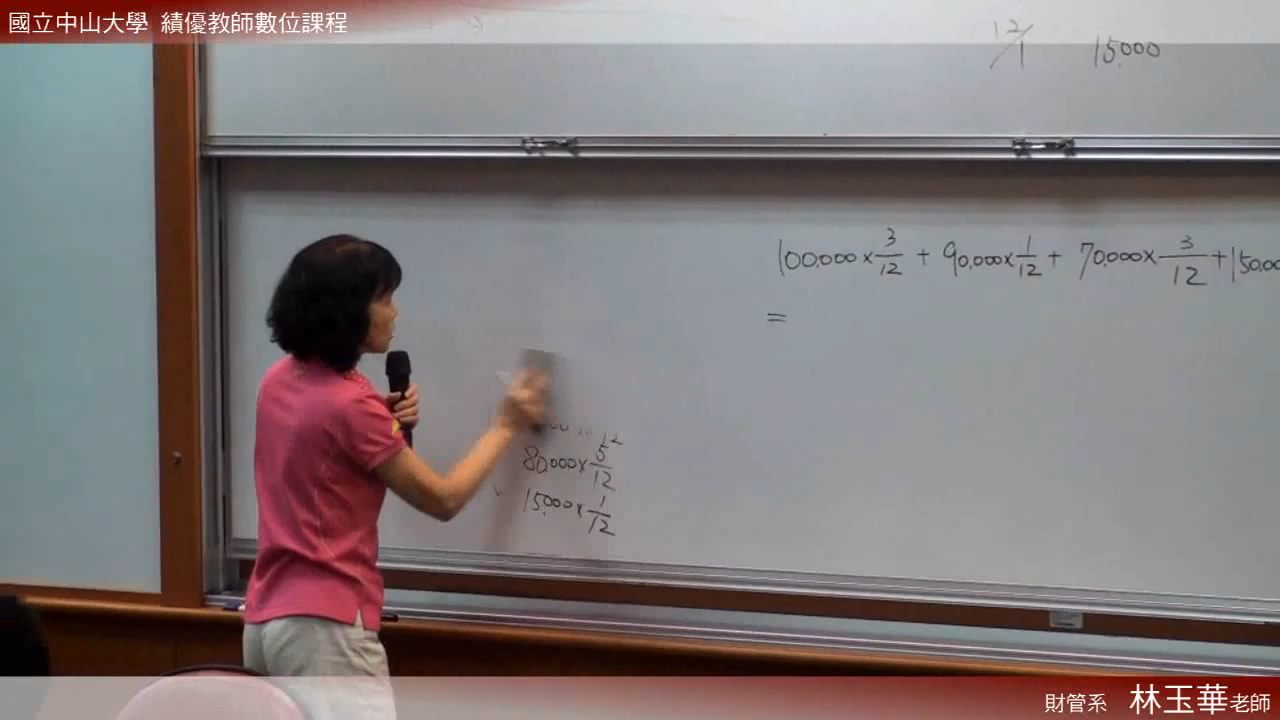 國立中山大學 績優教師數位課程
12/1 15,000
100,000 × 3/12 + 90,000 × 1/12 + 70,000 × 3/12 + 150,00
=
12
80,000 × 5/12
15,000 × 1/12
財管系 林玉華老師